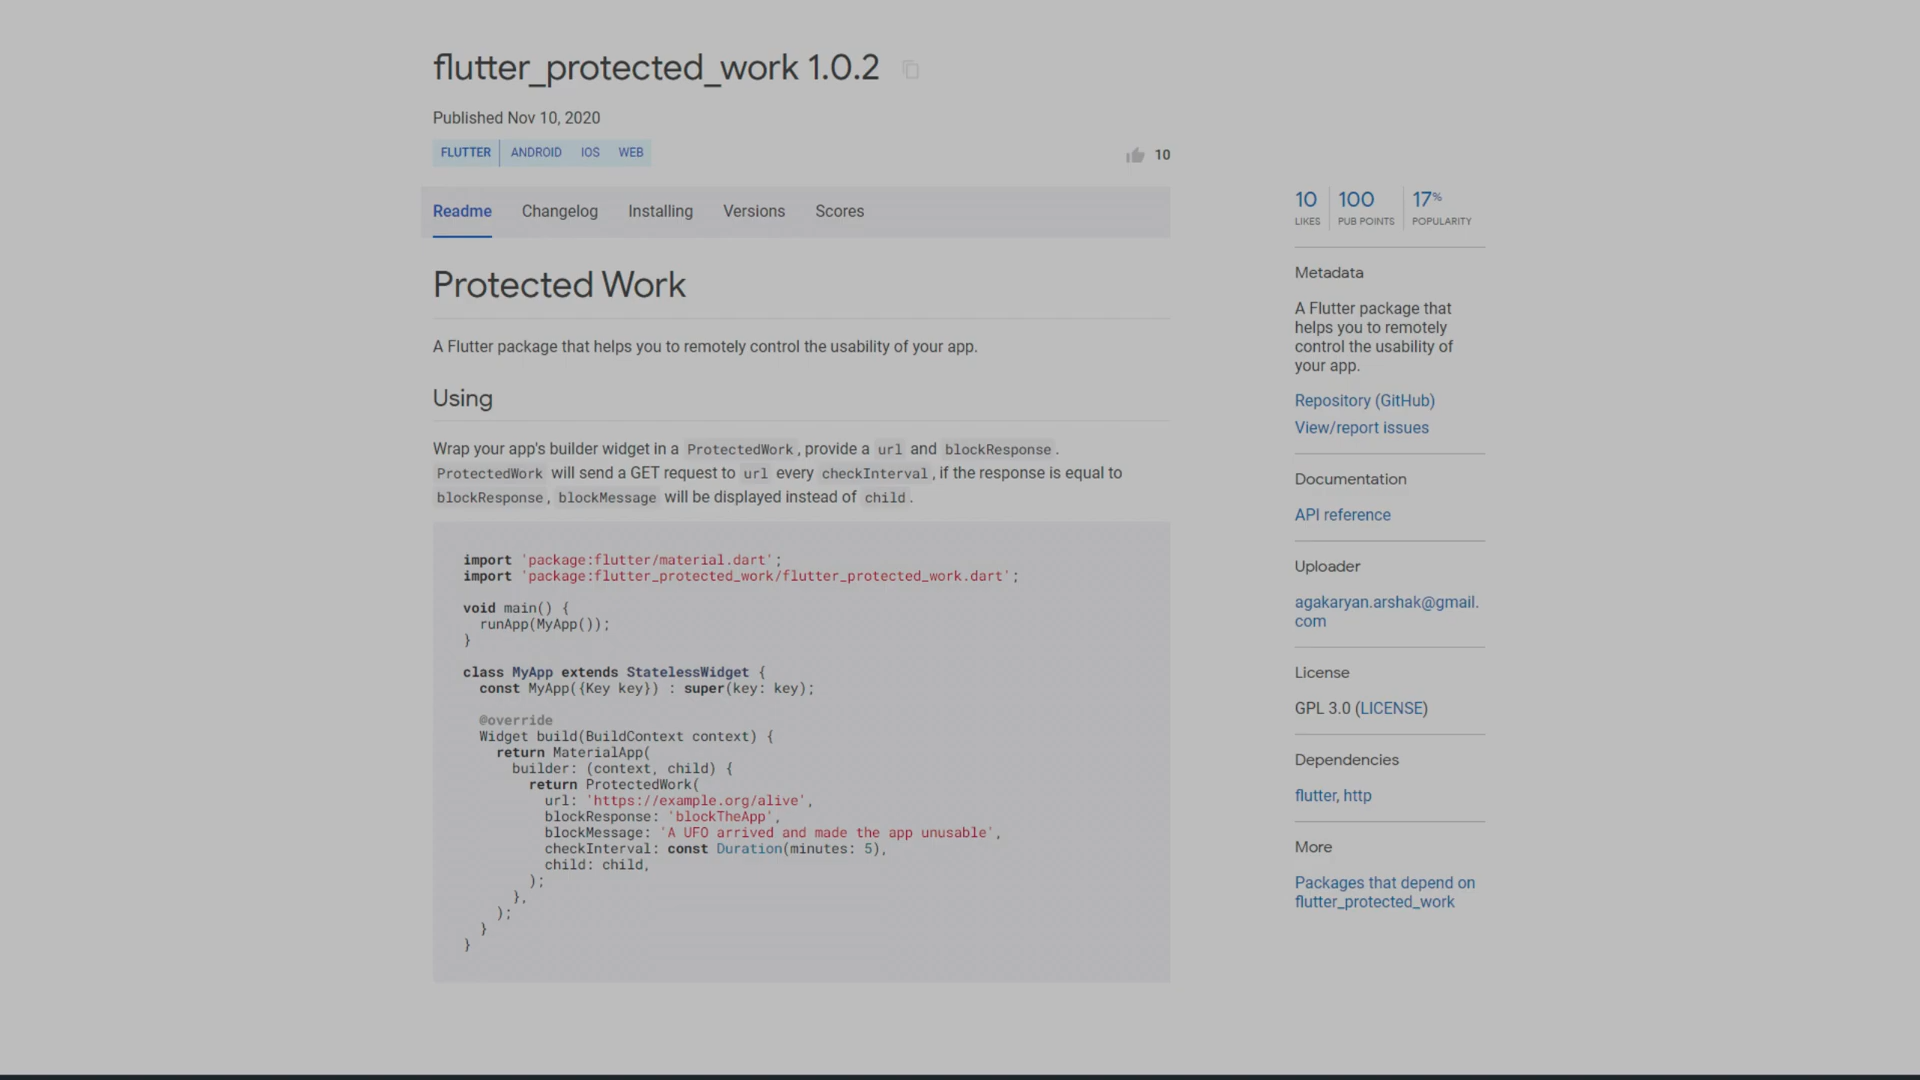 flutter_protected_work 1.0.2
Published Nov 10, 2020
FLUTTER ANDROID IOS WEB
10
Readme Changelog Installing Versions Scores
Protected Work
A Flutter package that helps you to remotely control the usability of your app.
Using
Wrap your app's builder widget in a ProtectedWork, provide a url and blockResponse.
ProtectedWork will send a GET request to url every checkInterval, if the response is equal to
blockResponse, blockMessage will be displayed instead of child.
import 'package:flutter/material.dart';
import 'package:flutter_protected_work/flutter_protected_work.dart';
void main() {
  runApp(MyApp());
}
class MyApp extends StatelessWidget {
  const MyApp({Key key}) : super(key: key);
  @override
  Widget build(BuildContext context) {
    return MaterialApp(
      builder: (context, child) {
        return ProtectedWork(
          url: 'https://example.org/alive',
          blockResponse: 'blockTheApp',
          blockMessage: 'A UFO arrived and made the app unusable',
          checkInterval: const Duration(minutes: 5),
          child: child,
        );
      },
    );
  }
}
10 100 17%
LIKES PUB POINTS POPULARITY
Metadata
A Flutter package that
helps you to remotely
control the usability of
your app.
Repository (GitHub)
View/report issues
Documentation
API reference
Uploader
agakaryan.arshak@gmail.
com
License
GPL 3.0 (LICENSE)
Dependencies
flutter, http
More
Packages that depend on
flutter_protected_work